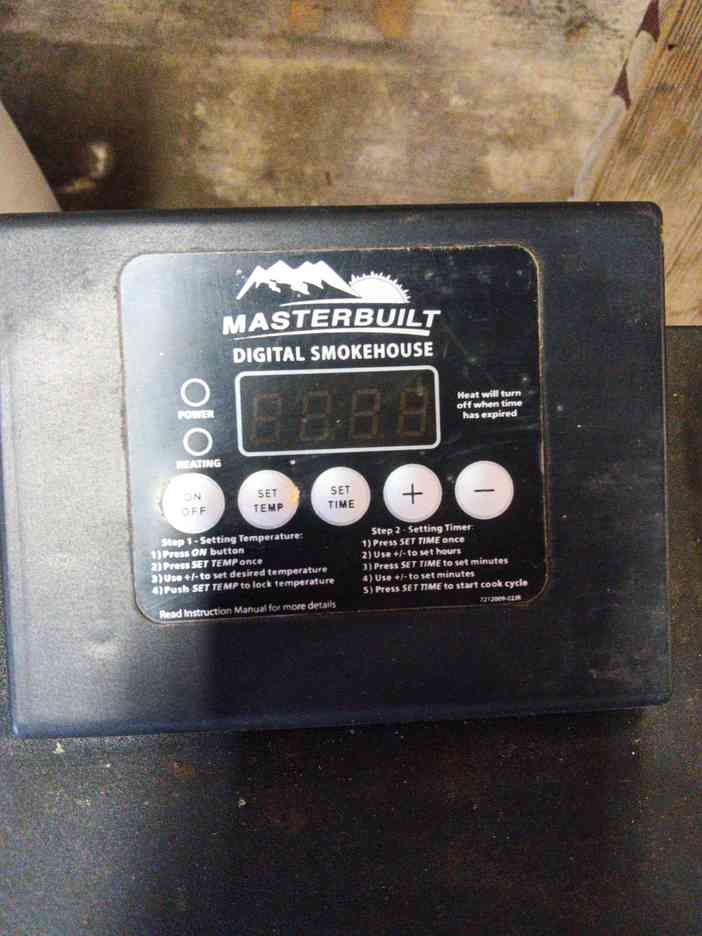 MASTERBUILT
DIGITAL SMOKEHOUSE
POWER
HEATING
Heat will turn
off when time
has expired
ON
OFF
SET
TEMP
SET
TIME
+
−
Step 1 - Setting Temperature:
1) Press ON button
2) Press SET TEMP once
3) Use +/- to set desired temperature
4) Push SET TEMP to lock temperature
Step 2 - Setting Timer:
1) Press SET TIME once
2) Use +/- to set hours
3) Press SET TIME to set minutes
4) Use +/- to set minutes
5) Press SET TIME to start cook cycle
Read Instruction Manual for more details